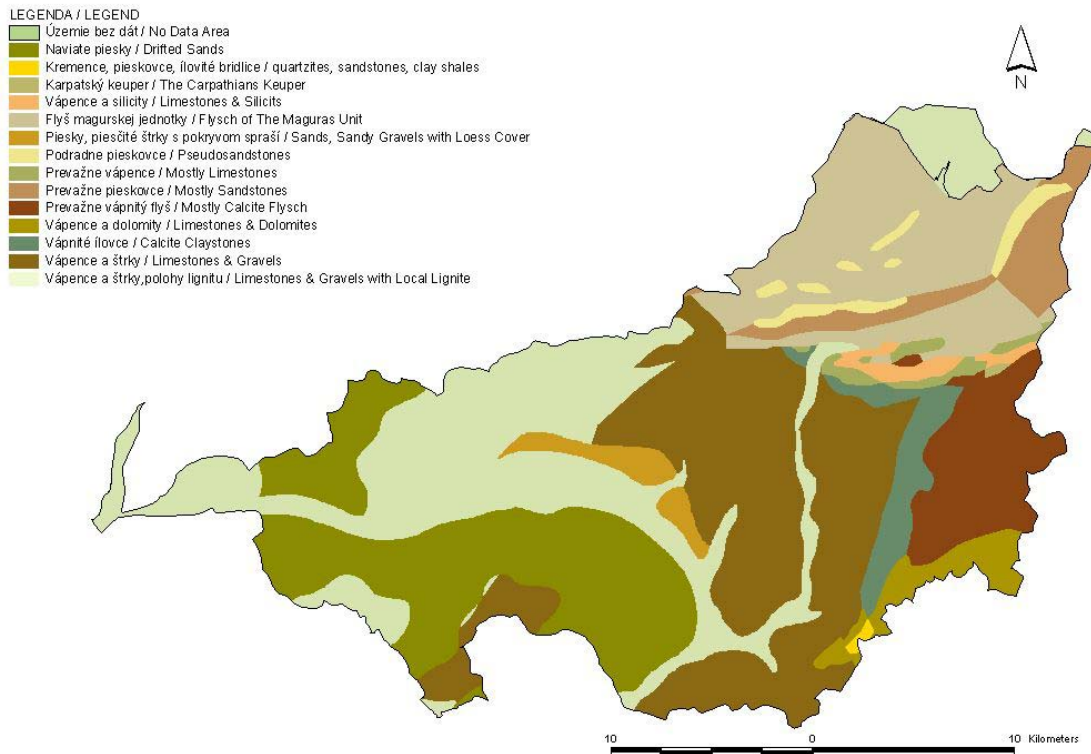 LEGENDA / LEGEND
Územie bez dát / No Data Area
Naviate piesky / Drifted Sands
Kremence, pieskovce, ílovité bridlice / quartzites, sandstones, clay shales
Karpatský keuper / The Carpathians Keuper
Vápence a silicity / Limestones & Silicits
Flyš magurskej jednotky / Flysch of The Maguras Unit
Piesky, piesčité štrky s pokryvom spraší / Sands, Sandy Gravels with Loess Cover
Podradne pieskovce / Pseudosandstones
Prevažne vápence / Mostly Limestones
Prevažne pieskovce / Mostly Sandstones
Prevažne vápnitý flyš / Mostly Calcite Flysch
Vápence a dolomity / Limestones & Dolomites
Vápnité ílovce / Calcite Claystones
Vápence a štrky / Limestones & Gravels
Vápence a štrky,polohy lignitu / Limestones & Gravels with Local Lignite
N
10 0 10 Kilometers